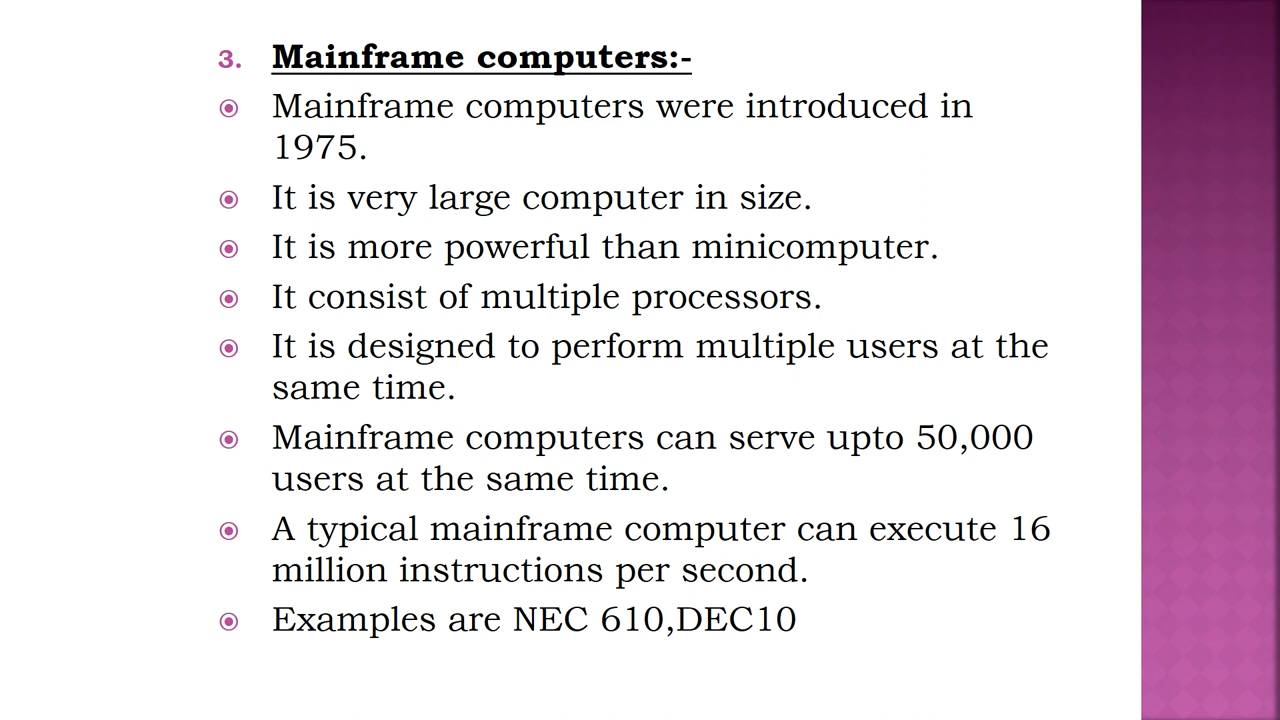 3. Mainframe computers:-
Mainframe computers were introduced in
1975.
It is very large computer in size.
It is more powerful than minicomputer.
It consist of multiple processors.
It is designed to perform multiple users at the
same time.
Mainframe computers can serve upto 50,000
users at the same time.
A typical mainframe computer can execute 16
million instructions per second.
Examples are NEC 610,DEC10